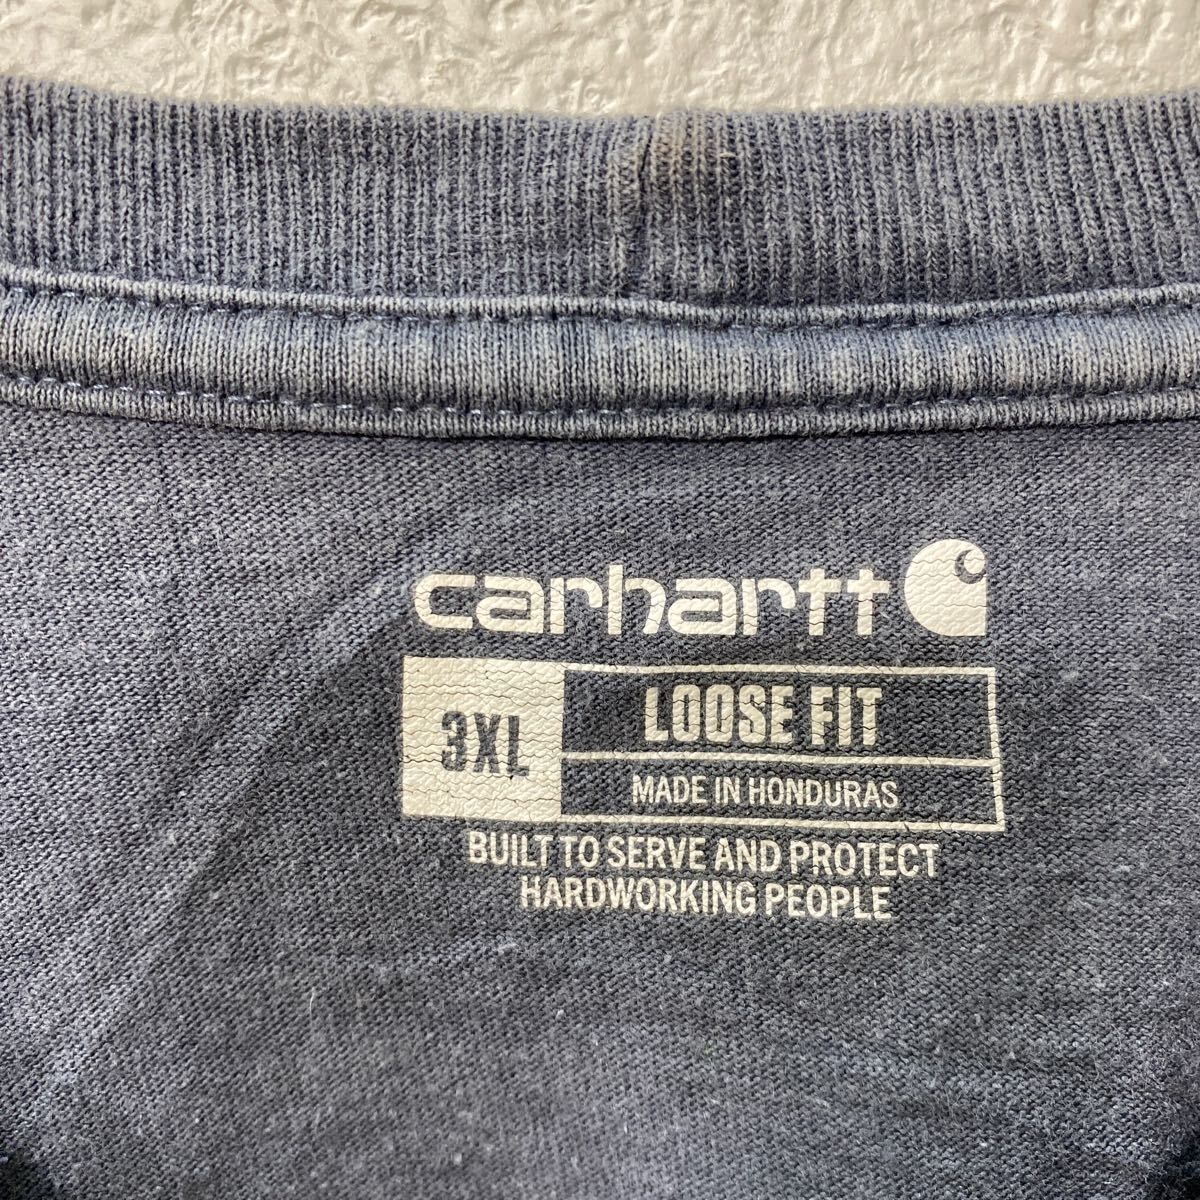 carhartt
3XL
LOOSE FIT
MADE IN HONDURAS
BUILT TO SERVE AND PROTECT
HARDWORKING PEOPLE